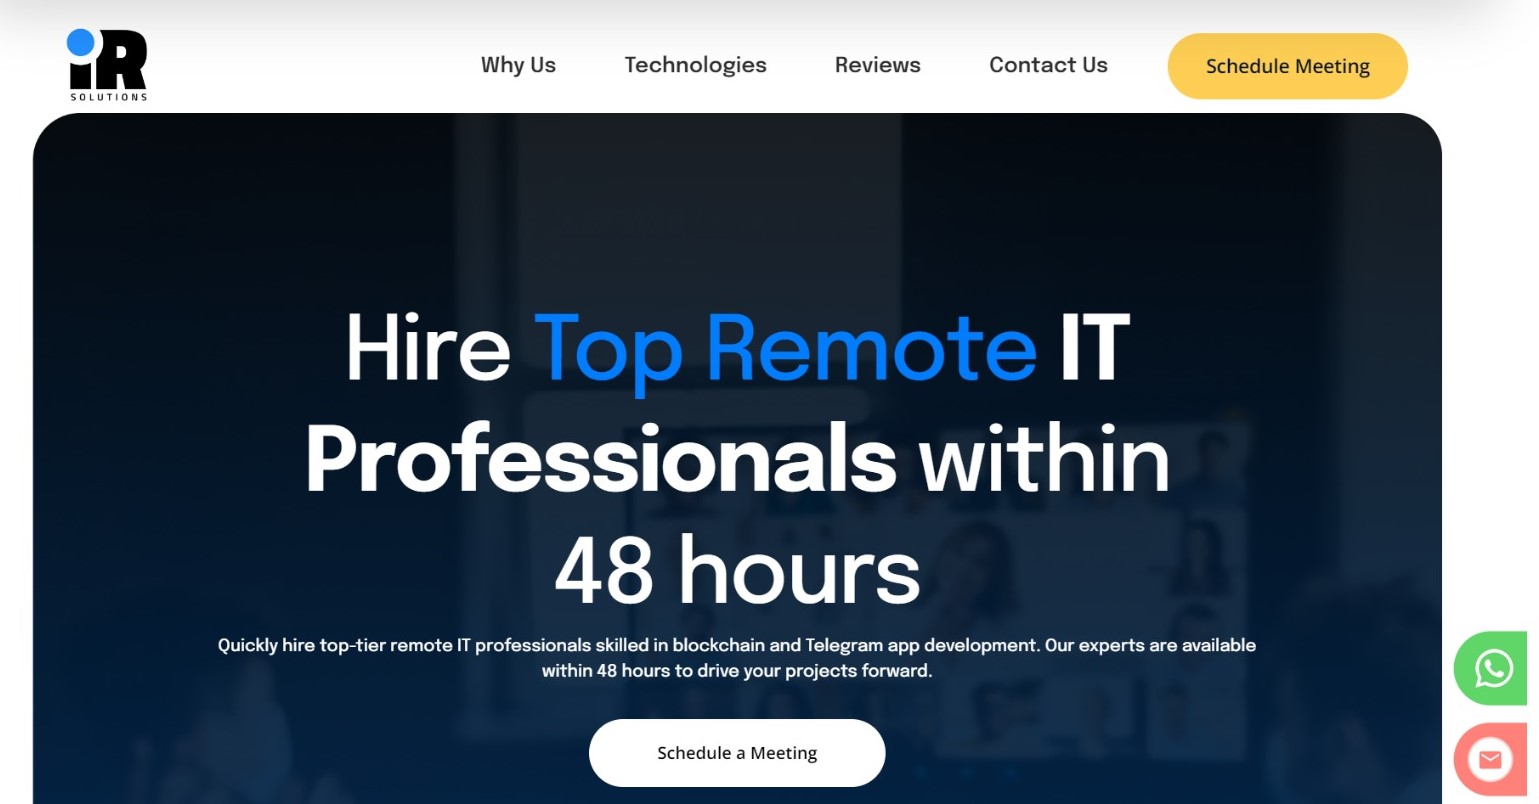 iR
SOLUTIONS
Why Us
Technologies
Reviews
Contact Us
Schedule Meeting
Hire Top Remote IT
Professionals within
48 hours
Quickly hire top-tier remote IT professionals skilled in blockchain and Telegram app development. Our experts are available
within 48 hours to drive your projects forward.
Schedule a Meeting